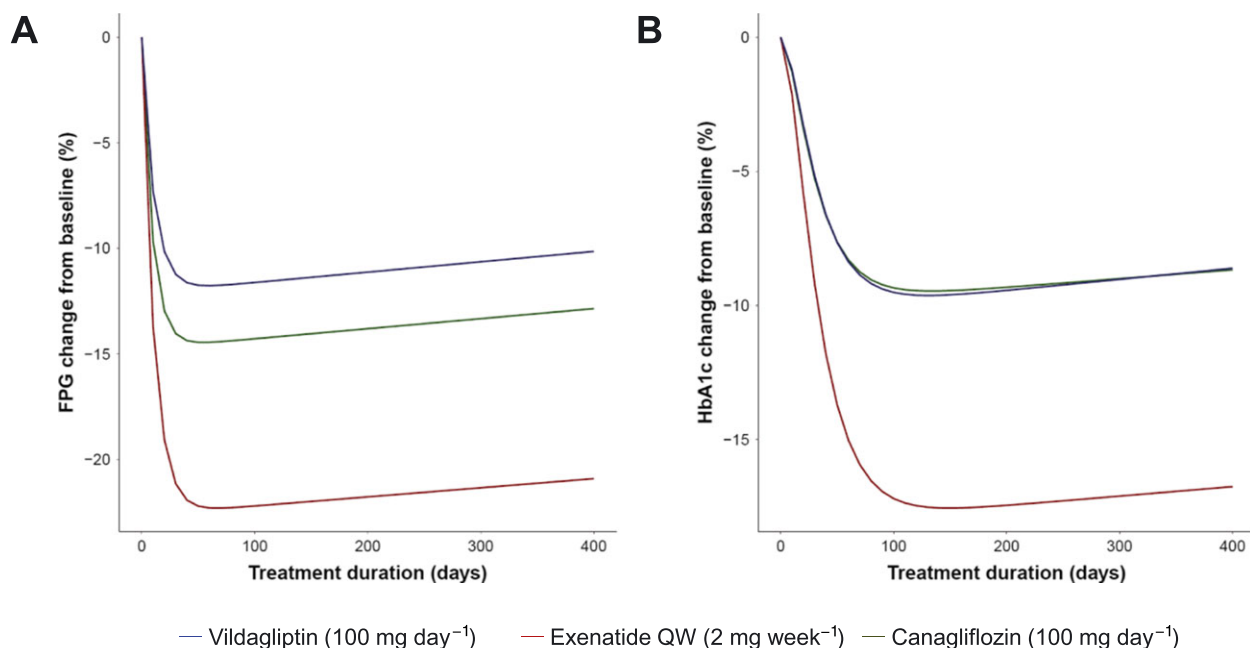 A
B
FPG change from baseline (%)
0
−5
−10
−15
−20
0 100 200 300 400
Treatment duration (days)
HbA1c change from baseline (%)
0
−5
−10
−15
0 100 200 300 400
Treatment duration (days)
Vildagliptin (100 mg day⁻¹) Exenatide QW (2 mg week⁻¹) Canagliflozin (100 mg day⁻¹)